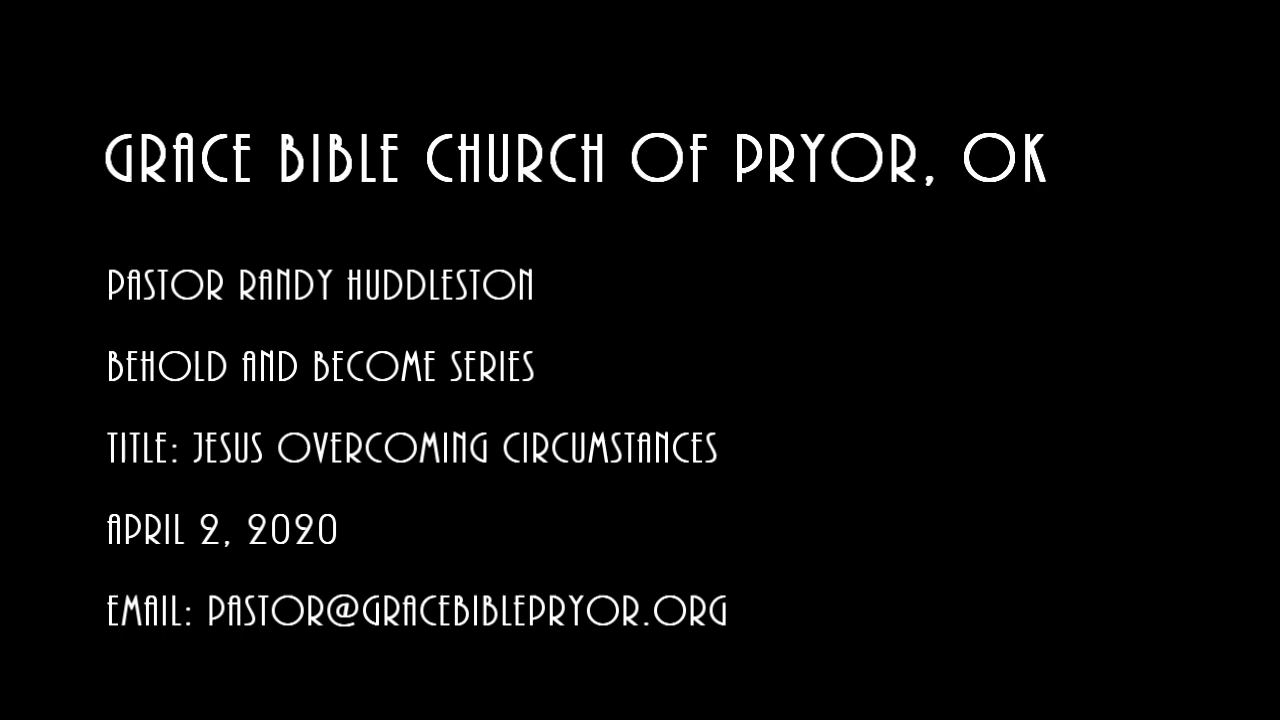 GRACE BIBLE CHURCH OF PRYOR, OK
PASTOR RANDY HUDDLESTON
BEHOLD AND BECOME SERIES
TITLE: JESUS OVERCOMING CIRCUMSTANCES
APRIL 2, 2020
EMAIL: PASTOR@GRACEBIBLEPRYOR.ORG